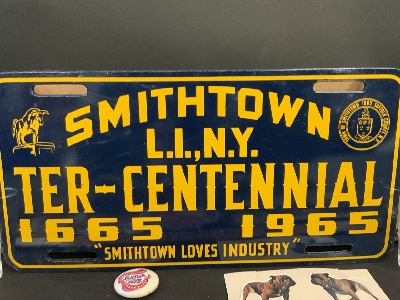 SMITHTOWN
L.I., N.Y.
TER-CENTENNIAL
1665 1965
"SMITHTOWN LOVES INDUSTRY"